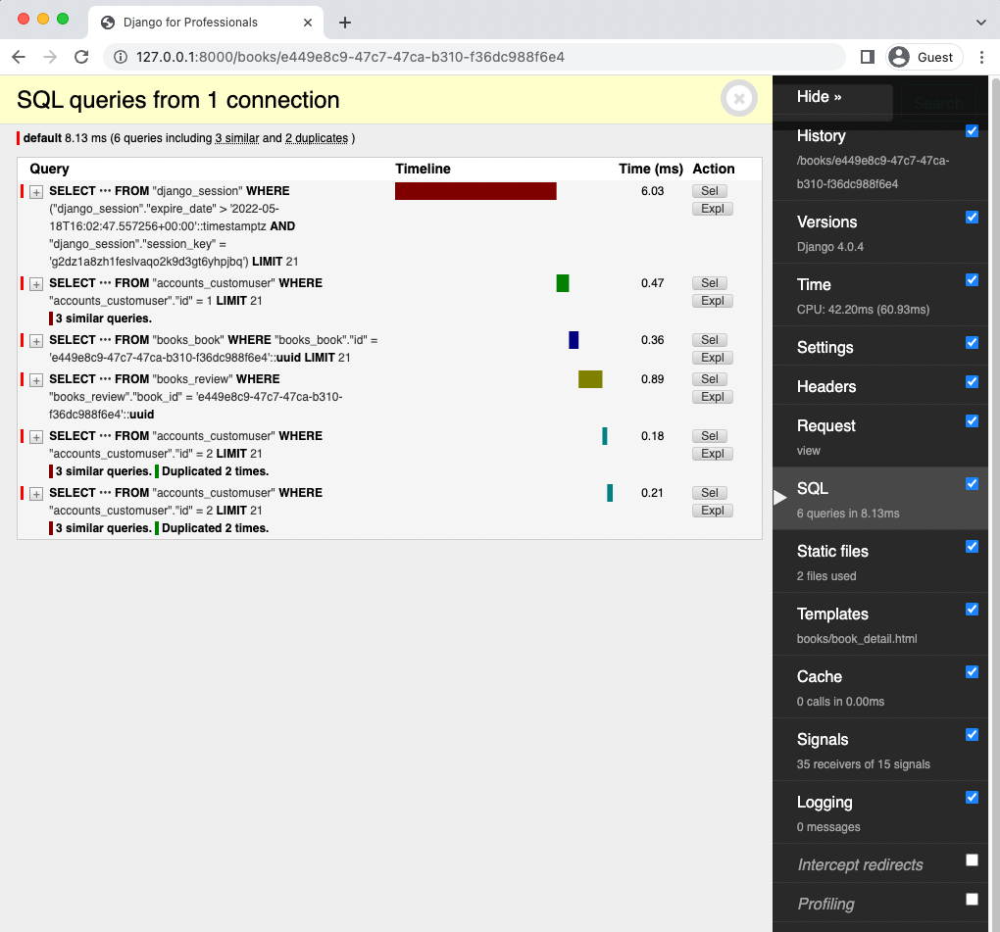 Django for Professionals
127.0.0.1:8000/books/e449e8c9-47c7-47ca-b310-f36dc988f6e4
Guest
SQL queries from 1 connection
default 8.13 ms (6 queries including 3 similar and 2 duplicates )
Query Timeline Time (ms) Action
SELECT ··· FROM "django_session" WHERE 6.03 Sel
("django_session"."expire_date" > '2022-05- Expl
18T16:02:47.557256+00:00'::timestamptz AND
"django_session"."session_key" =
'g2dz1a8zh1feslvaqo2k9d3gt6yhpjbq') LIMIT 21
SELECT ··· FROM "accounts_customuser" WHERE 0.47 Sel
"accounts_customuser"."id" = 1 LIMIT 21 Expl
3 similar queries.
SELECT ··· FROM "books_book" WHERE "books_book"."id" = 0.36 Sel
'e449e8c9-47c7-47ca-b310-f36dc988f6e4'::uuid LIMIT 21 Expl
SELECT ··· FROM "books_review" WHERE 0.89 Sel
"books_review"."book_id" = 'e449e8c9-47c7-47ca-b310- Expl
f36dc988f6e4'::uuid
SELECT ··· FROM "accounts_customuser" WHERE 0.18 Sel
"accounts_customuser"."id" = 2 LIMIT 21 Expl
3 similar queries. Duplicated 2 times.
SELECT ··· FROM "accounts_customuser" WHERE 0.21 Sel
"accounts_customuser"."id" = 2 LIMIT 21 Expl
3 similar queries. Duplicated 2 times.
Hide »
Search
History
/books/e449e8c9-47c7-47ca-
b310-f36dc988f6e4
Versions
Django 4.0.4
Time
CPU: 42.20ms (60.93ms)
Settings
Headers
Request
view
SQL
6 queries in 8.13ms
Static files
2 files used
Templates
books/book_detail.html
Cache
0 calls in 0.00ms
Signals
35 receivers of 15 signals
Logging
0 messages
Intercept redirects
Profiling